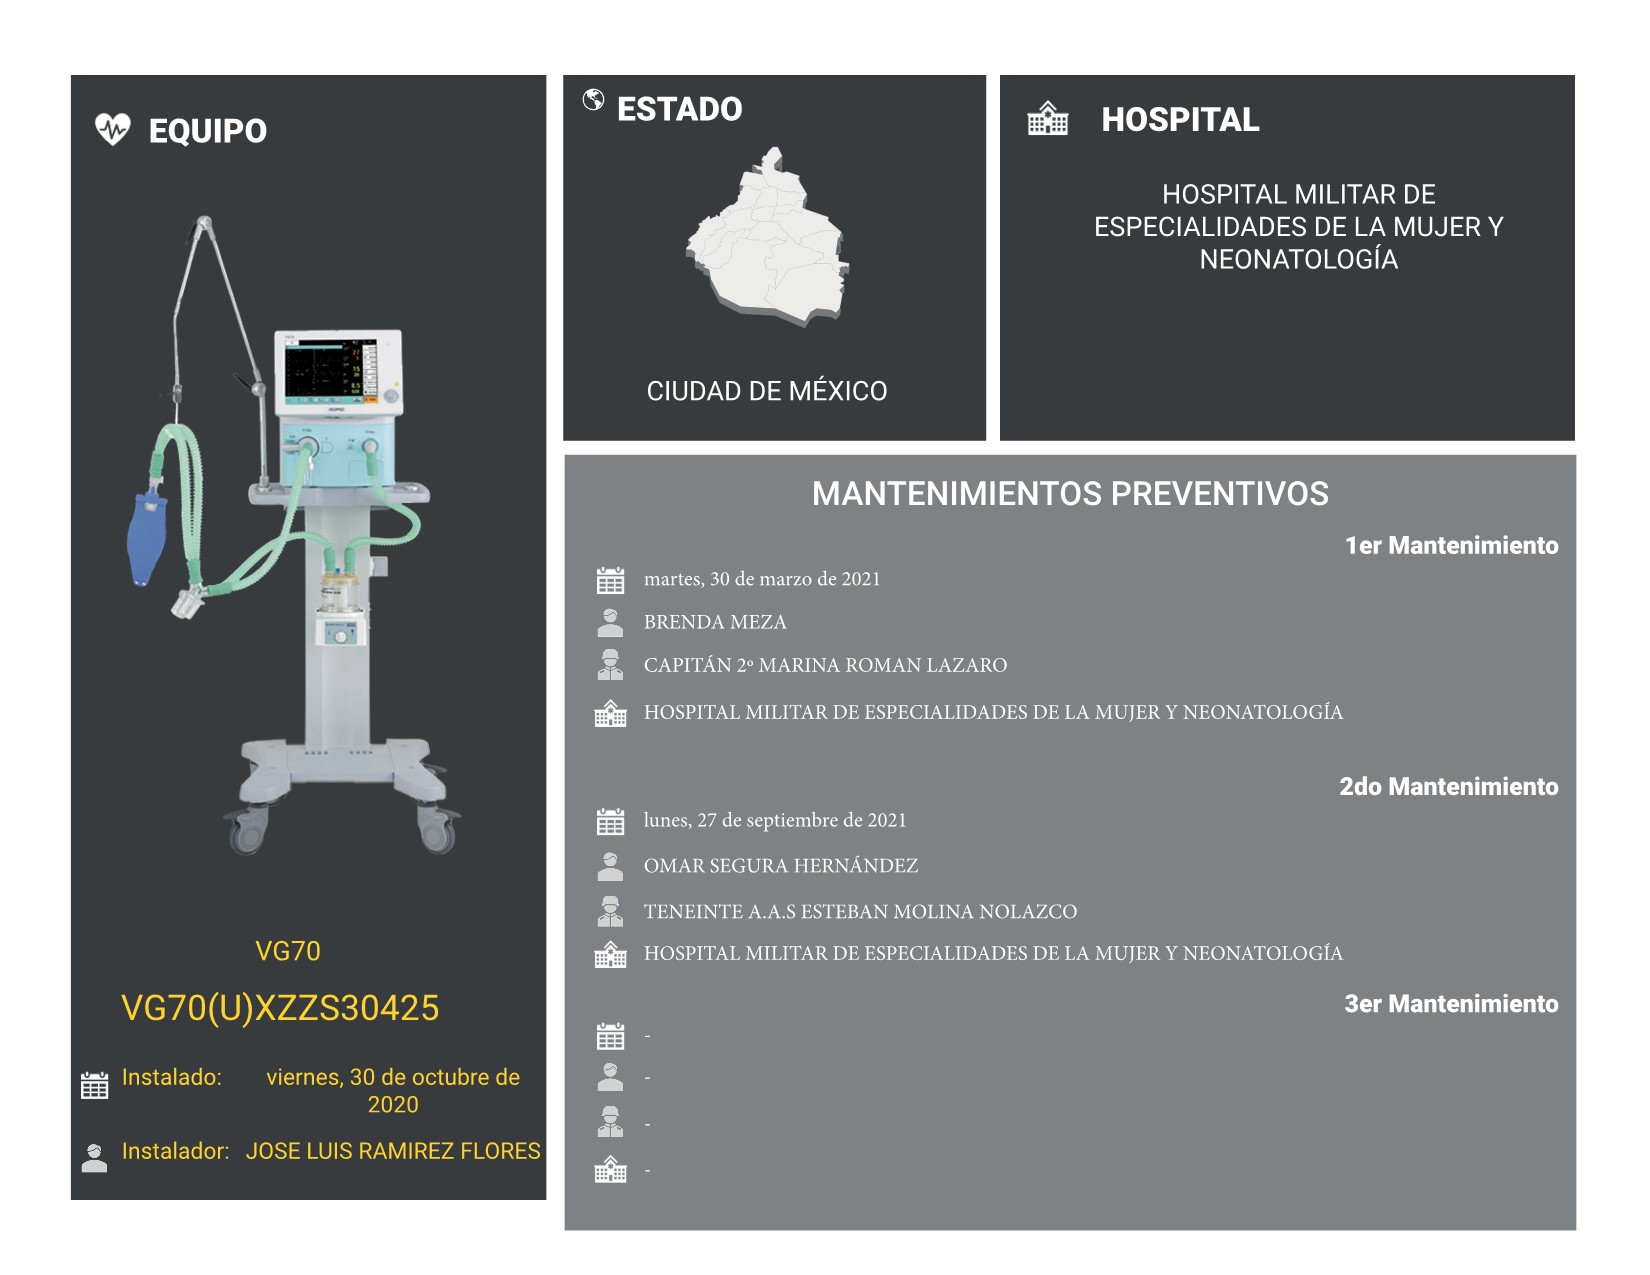 EQUIPO
VG70
VG70(U)XZZS30425
Instalado: viernes, 30 de octubre de
2020
Instalador: JOSE LUIS RAMIREZ FLORES
ESTADO
CIUDAD DE MÉXICO
HOSPITAL
HOSPITAL MILITAR DE
ESPECIALIDADES DE LA MUJER Y
NEONATOLOGÍA
MANTENIMIENTOS PREVENTIVOS
1er Mantenimiento
martes, 30 de marzo de 2021
BRENDA MEZA
CAPITÁN 2º MARINA ROMAN LAZARO
HOSPITAL MILITAR DE ESPECIALIDADES DE LA MUJER Y NEONATOLOGÍA
2do Mantenimiento
lunes, 27 de septiembre de 2021
OMAR SEGURA HERNÁNDEZ
TENEINTE A.A.S ESTEBAN MOLINA NOLAZCO
HOSPITAL MILITAR DE ESPECIALIDADES DE LA MUJER Y NEONATOLOGÍA
3er Mantenimiento
-
-
-
-